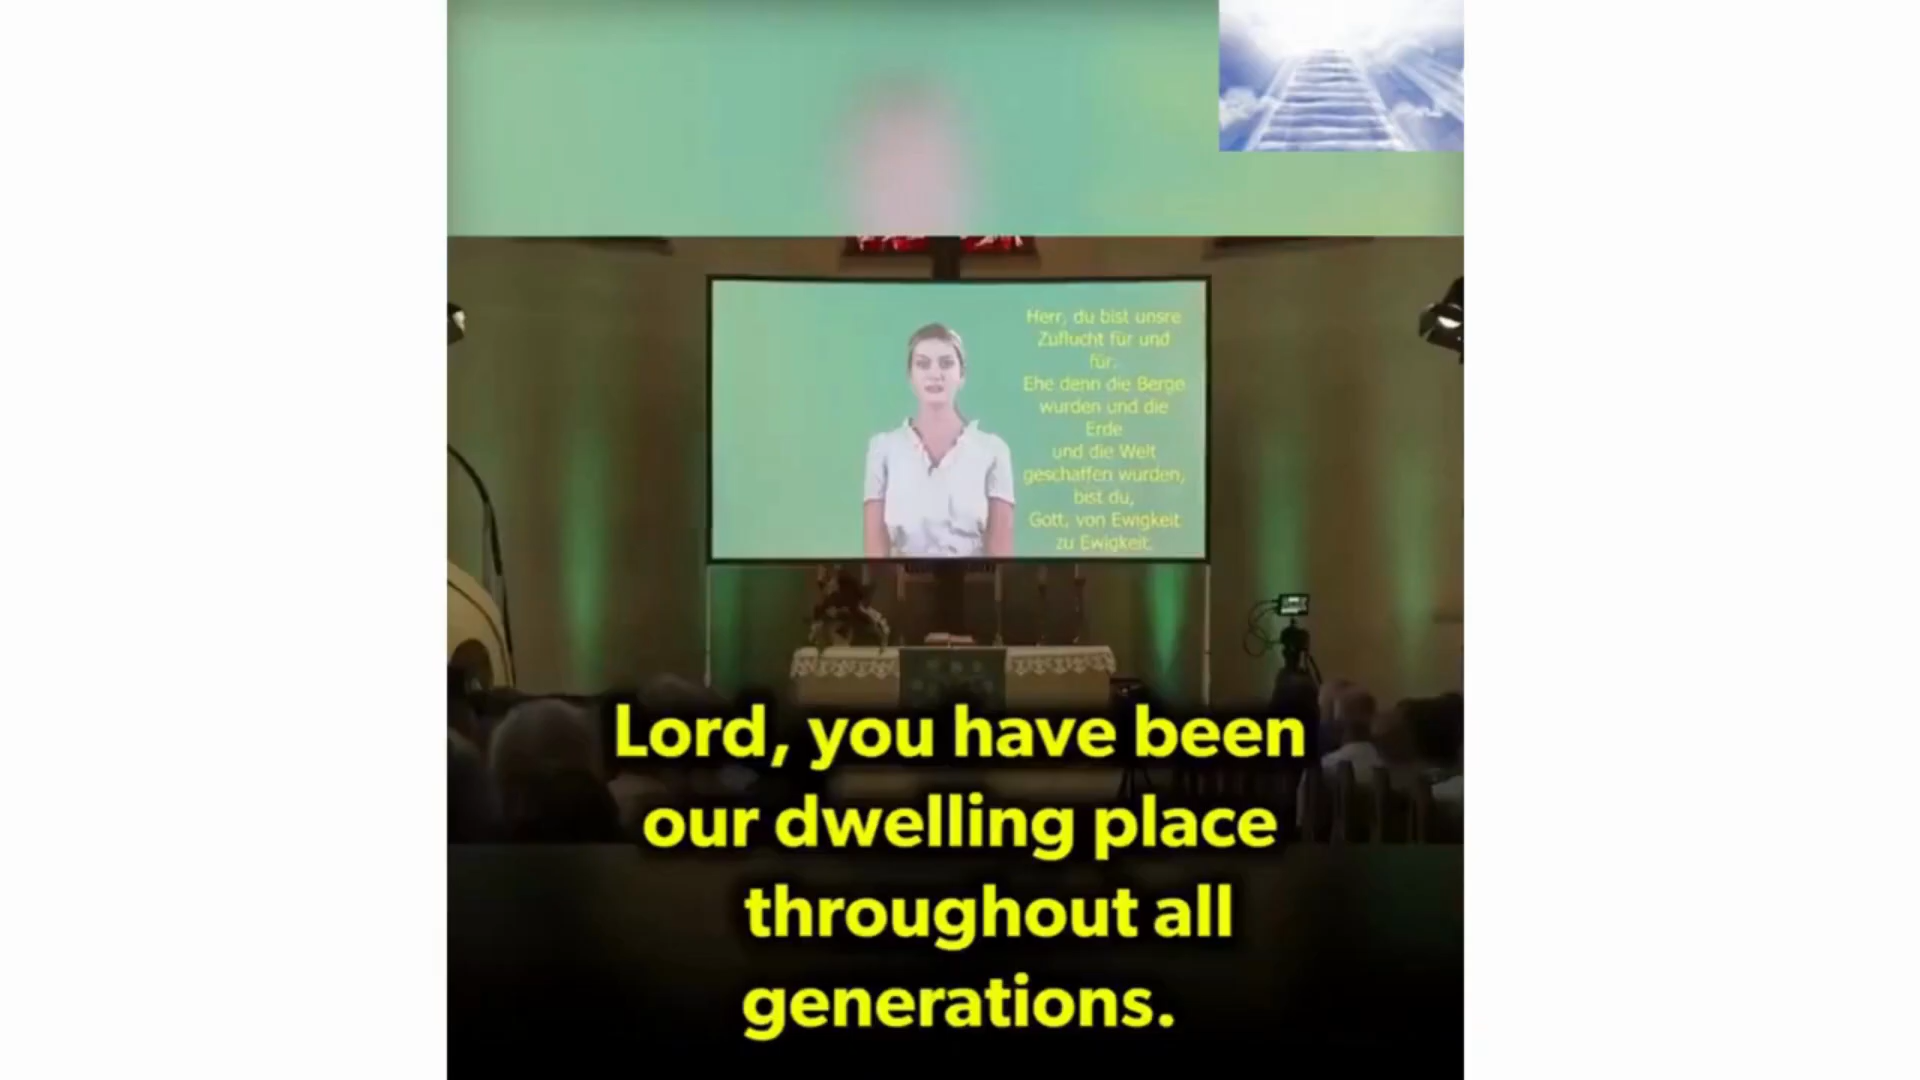 Herr, du bist unsre
Zuflucht für und
für.
Ehe denn die Berge
wurden und die
Erde
und die Welt
geschaffen wurden,
bist du,
Gott, von Ewigkeit
zu Ewigkeit.
Lord, you have been
our dwelling place
throughout all
generations.